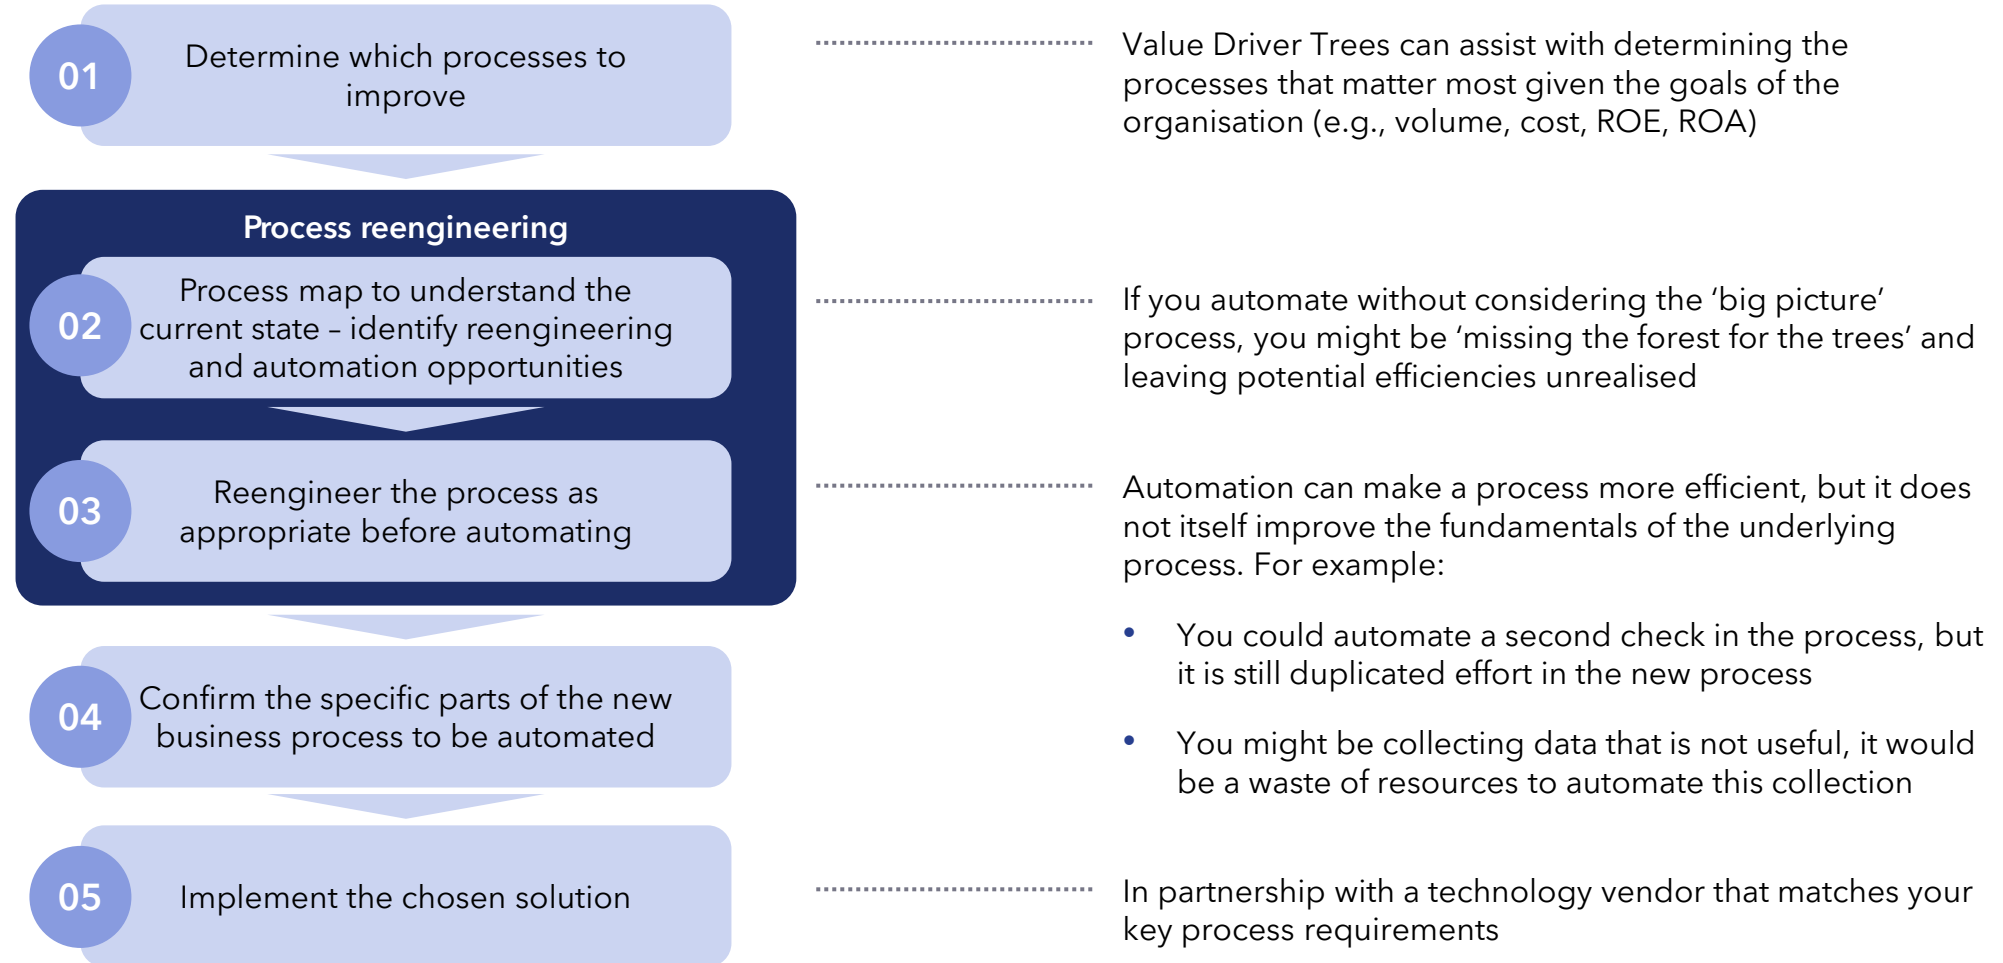 01
Determine which processes to
improve
Value Driver Trees can assist with determining the
processes that matter most given the goals of the
organisation (e.g., volume, cost, ROE, ROA)
Process reengineering
02
Process map to understand the
current state – identify reengineering
and automation opportunities
If you automate without considering the ‘big picture’
process, you might be ‘missing the forest for the trees’ and
leaving potential efficiencies unrealised
03
Reengineer the process as
appropriate before automating
Automation can make a process more efficient, but it does
not itself improve the fundamentals of the underlying
process. For example:
• You could automate a second check in the process, but
it is still duplicated effort in the new process
• You might be collecting data that is not useful, it would
be a waste of resources to automate this collection
04
Confirm the specific parts of the new
business process to be automated
05
Implement the chosen solution
In partnership with a technology vendor that matches your
key process requirements